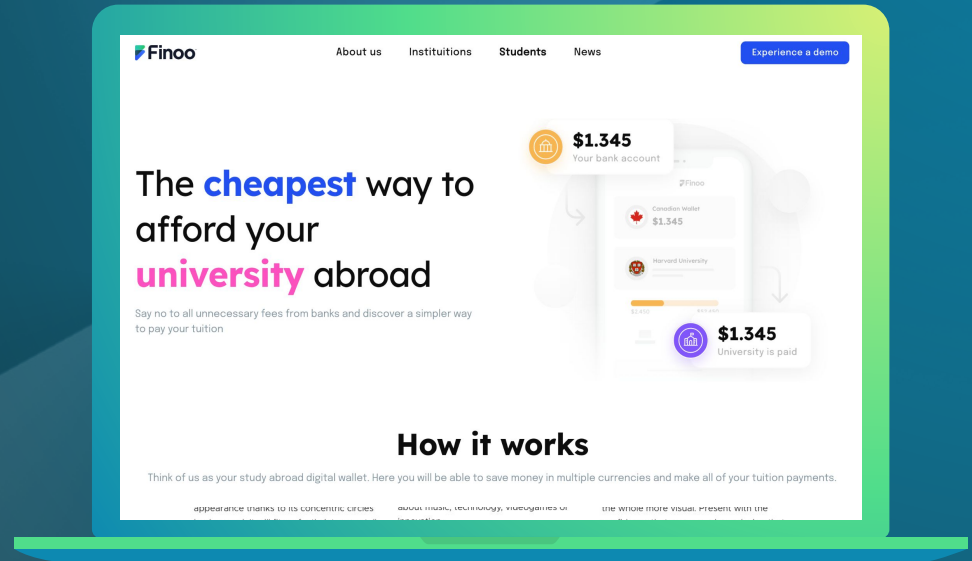 Finoo
About us
Instituitions
Students
News
Experience a demo
The cheapest way to
afford your
university abroad
Say no to all unnecessary fees from banks and discover a simpler way
to pay your tuition
$1.345
Your bank account
Finoo
Canadian Wallet
$1.345
Harvard University
$2,850
$1.345
University is paid
How it works
Think of us as your study abroad digital wallet. Here you will be able to save money in multiple currencies and make all of your tuition payments.
appearance thanks to its concentric circles
about music, technology, videogames or
the whole more visual. Present with the